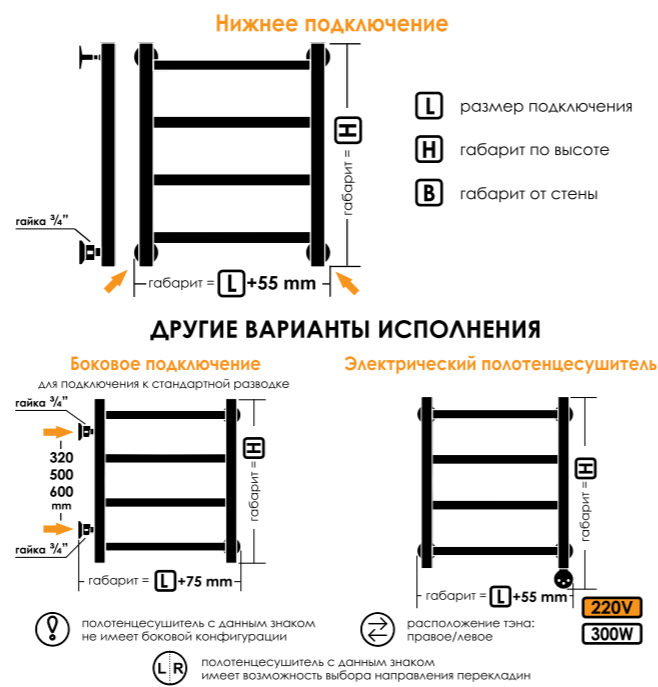 Нижнее подключение
L размер подключения
H габарит по высоте
B габарит от стены
габарит = H
гайка ¾”
габарит = L +55 mm
ДРУГИЕ ВАРИАНТЫ ИСПОЛНЕНИЯ
Боковое подключение
для подключения к стандартной разводке
гайка ¾”
320
500
600
mm
гайка ¾”
габарит = H
габарит = L +75 mm
Электрический полотенцесушитель
габарит = H
габарит = L +55 mm
220V
300W
полотенцесушитель с данным знаком
не имеет боковой конфигурации
расположение тэна:
правое/левое
L R
полотенцесушитель с данным знаком
имеет возможность выбора направления перекладин